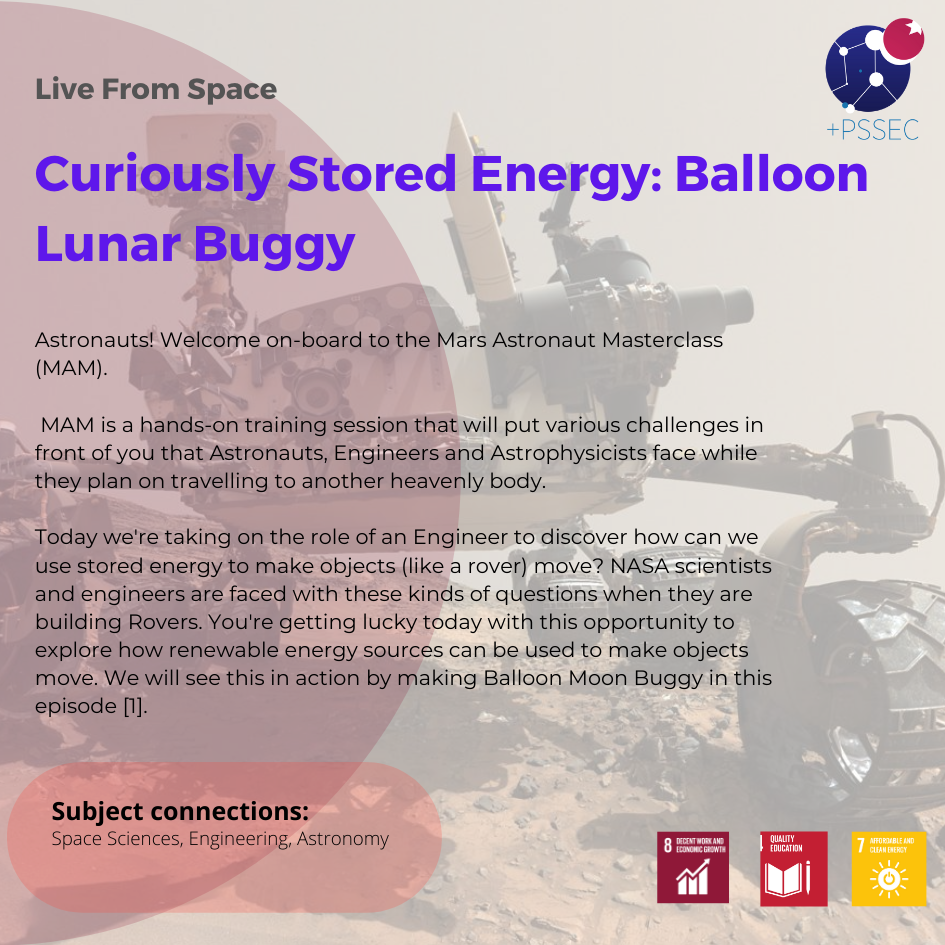 +PSSEC
Live From Space
Curiously Stored Energy: Balloon
Lunar Buggy
Astronauts! Welcome on-board to the Mars Astronaut Masterclass
(MAM).
MAM is a hands-on training session that will put various challenges in
front of you that Astronauts, Engineers and Astrophysicists face while
they plan on travelling to another heavenly body.
Today we're taking on the role of an Engineer to discover how can we
use stored energy to make objects (like a rover) move? NASA scientists
and engineers are faced with these kinds of questions when they are
building Rovers. You're getting lucky today with this opportunity to
explore how renewable energy sources can be used to make objects
move. We will see this in action by making Balloon Moon Buggy in this
episode [1].
Subject connections:
Space Sciences, Engineering, Astronomy
8 DECENT WORK AND
ECONOMIC GROWTH
QUALITY
EDUCATION
7 AFFORDABLE AND
CLEAN ENERGY